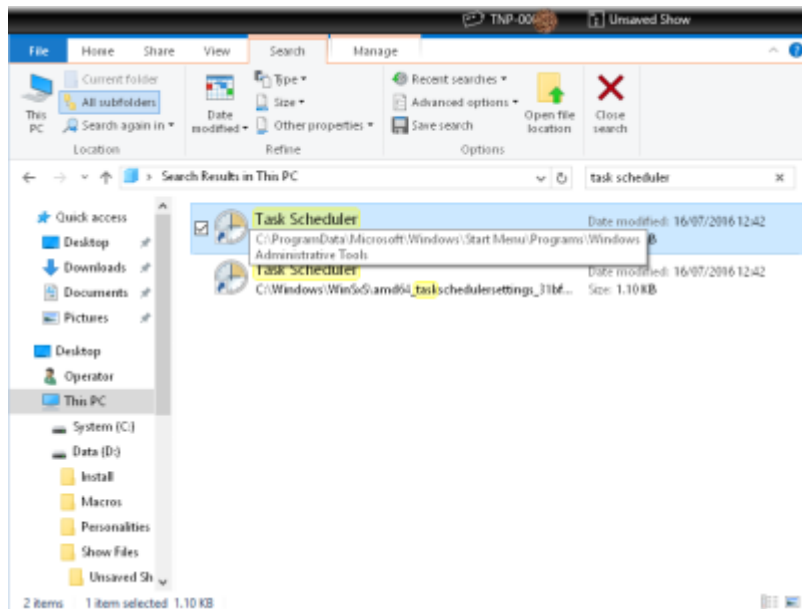 Unsaved Show
File Home Share View Search Manage
Current folder
All subfolders
Search again in
This PC
Location
Date modified
Type
Size
Other properties
Refine
Recent searches
Advanced options
Save search
Options
Open file location
Close search
Search Results in This PC
task scheduler
Quick access
Desktop
Downloads
Documents
Pictures
Desktop
Operator
This PC
System (C:)
Data (D:)
Install
Macros
Personalities
Show Files
Unsaved Sh
Task Scheduler
Date modified: 16/07/2016 12:42
C:\ProgramData\Microsoft\Windows\Start Menu\Programs\Windows
Administrative Tools
Task Scheduler
Date modified: 16/07/2016 12:42
C:\Windows\WinSxS\amd64_taskschedulersettings_31bf...
Size: 1.10 KB
2 items 1 item selected 1.10 KB